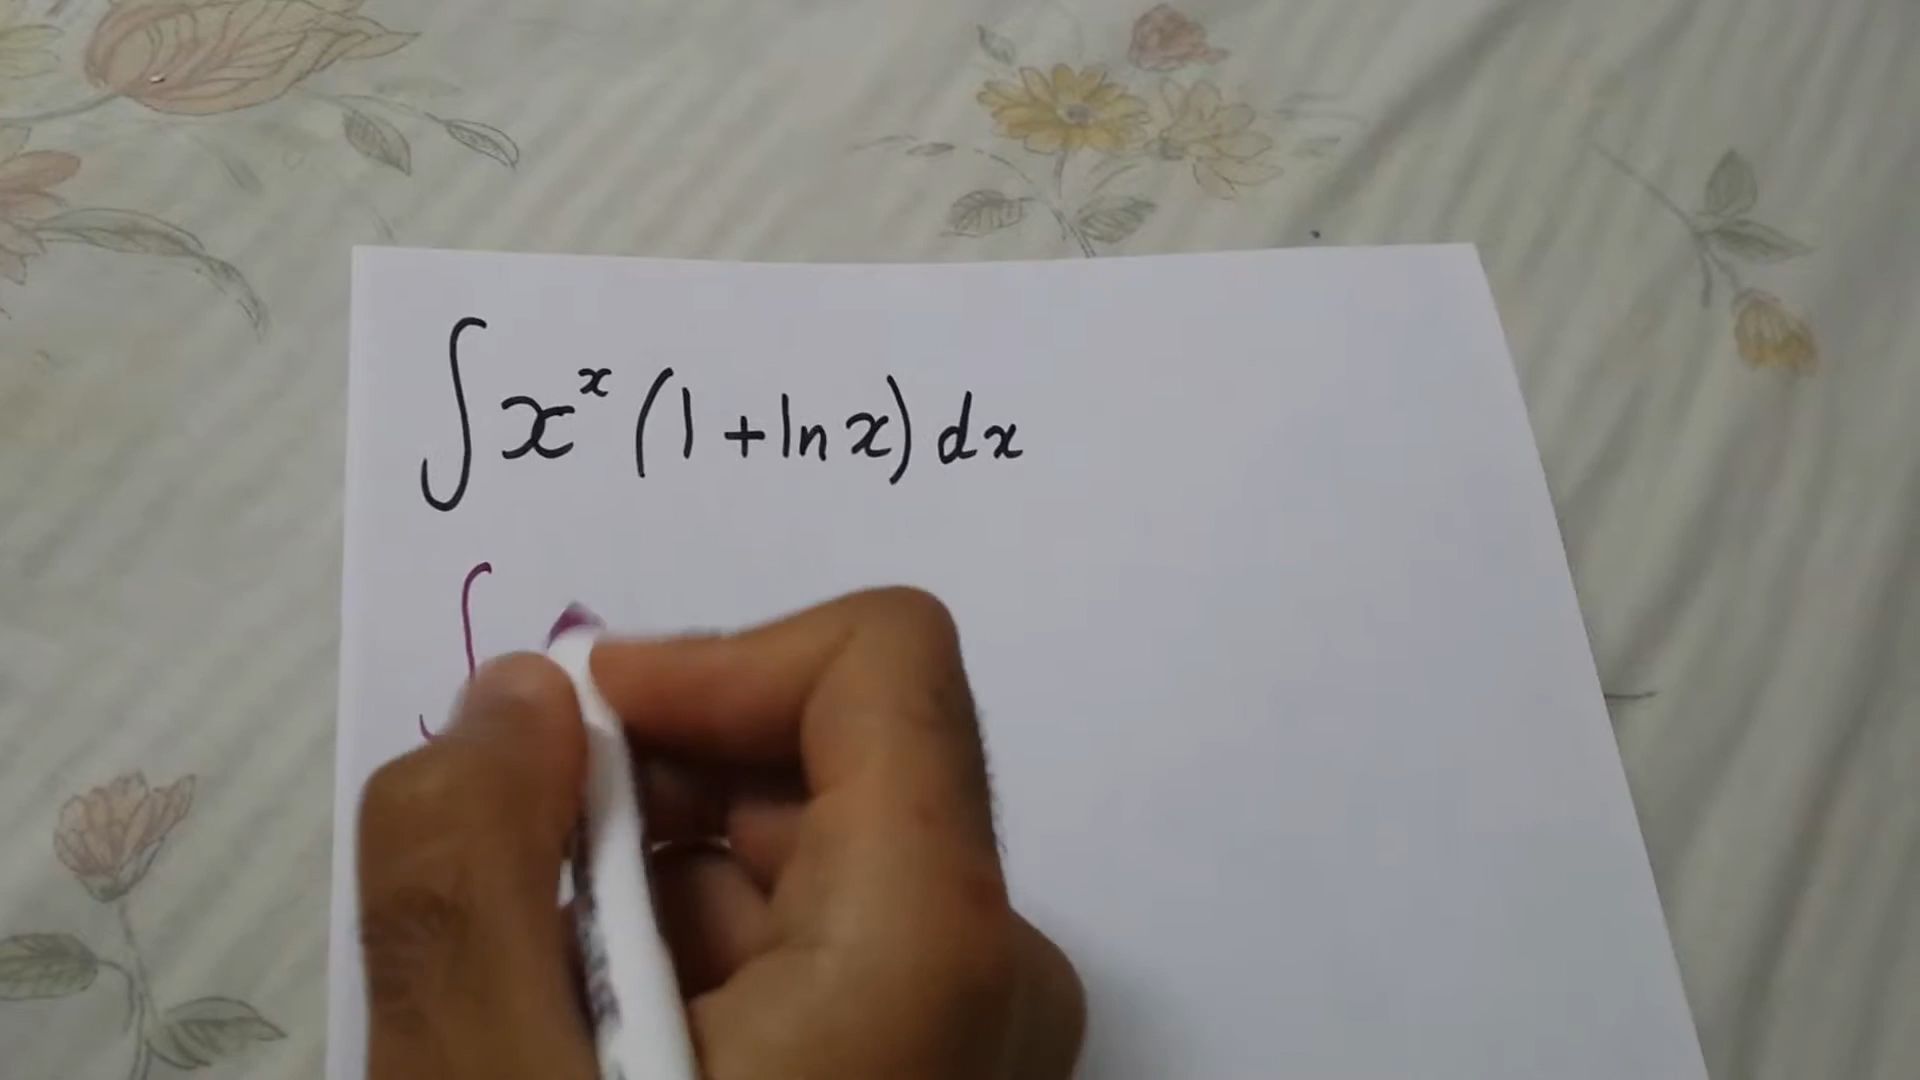 ∫ x^x (1 + ln x) dx
∫